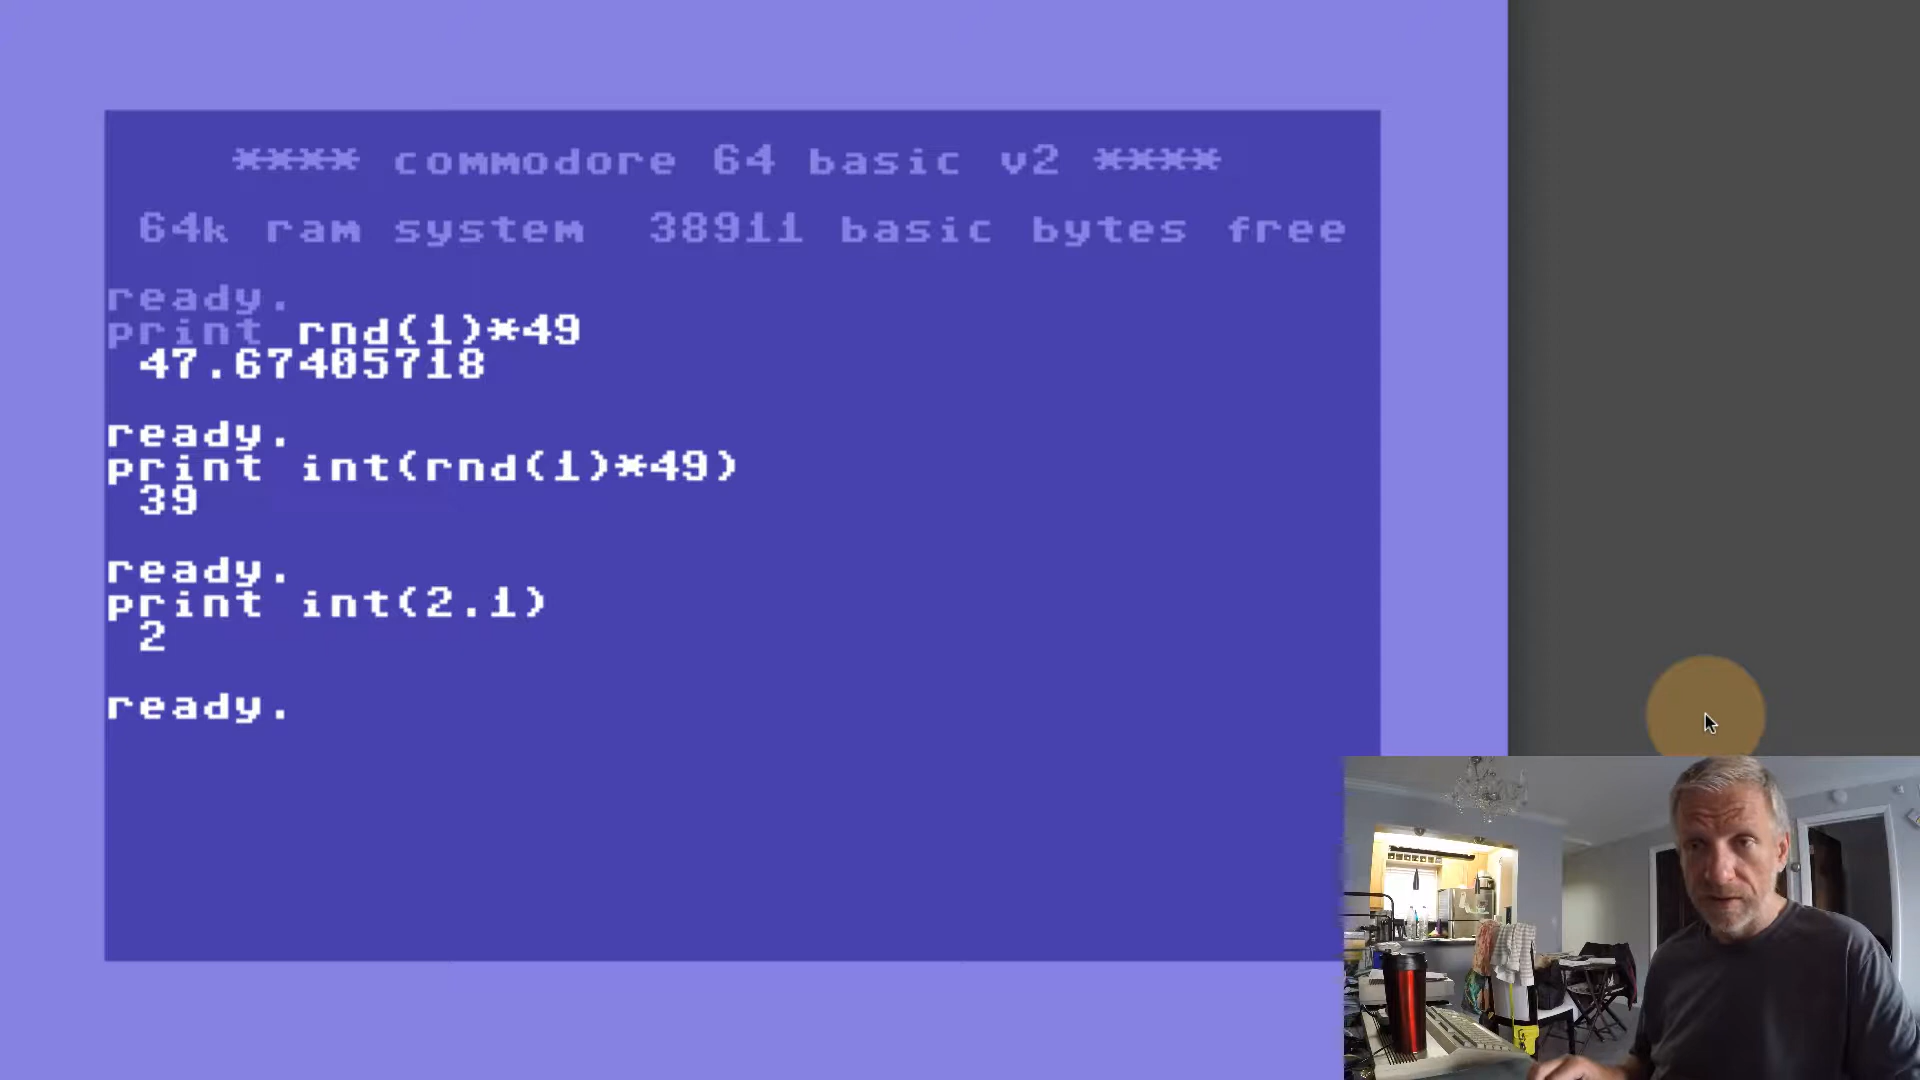 **** commodore 64 basic v2 ****
64k ram system  38911 basic bytes free
ready.
print rnd(1)*49
47.67405718
ready.
print int(rnd(1)*49)
39
ready.
print int(2.1)
2
ready.